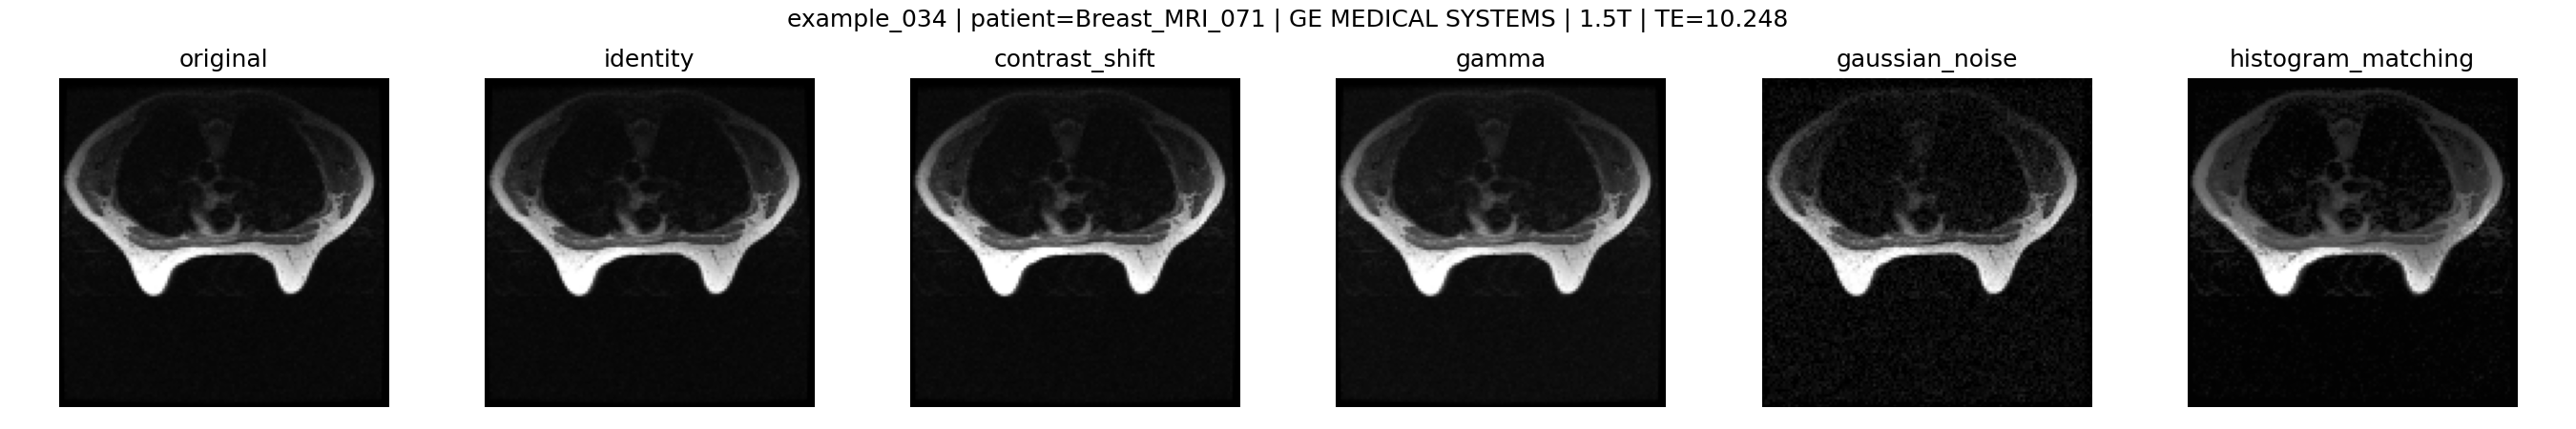 example_034 | patient=Breast_MRI_071 | GE MEDICAL SYSTEMS | 1.5T | TE=10.248
original identity contrast_shift gamma gaussian_noise histogram_matching